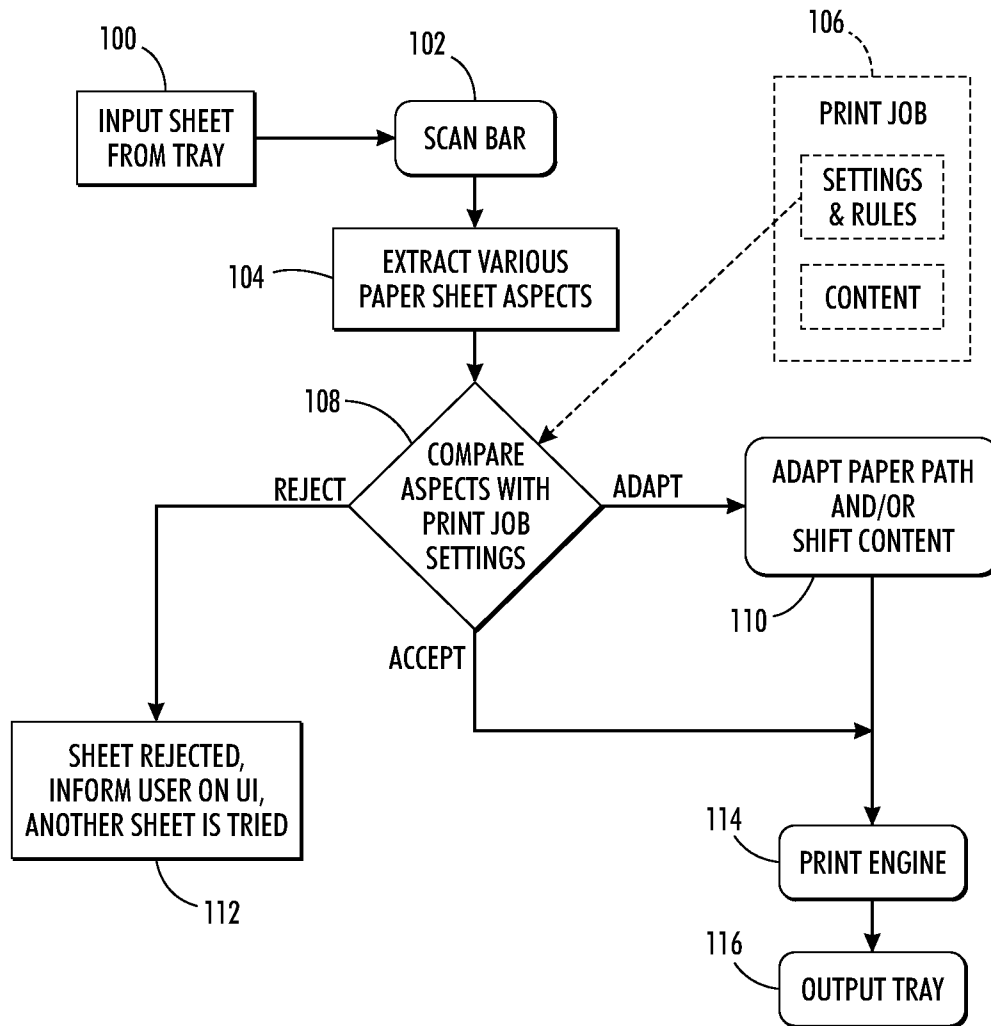 100
INPUT SHEET
FROM TRAY
102
SCAN BAR
106
PRINT JOB
SETTINGS
& RULES
CONTENT
104
EXTRACT VARIOUS
PAPER SHEET ASPECTS
108
COMPARE
ASPECTS WITH
PRINT JOB
SETTINGS
REJECT
ADAPT
ACCEPT
ADAPT PAPER PATH
AND/OR
SHIFT CONTENT
110
SHEET REJECTED,
INFORM USER ON UI,
ANOTHER SHEET IS TRIED
112
114
PRINT ENGINE
116
OUTPUT TRAY